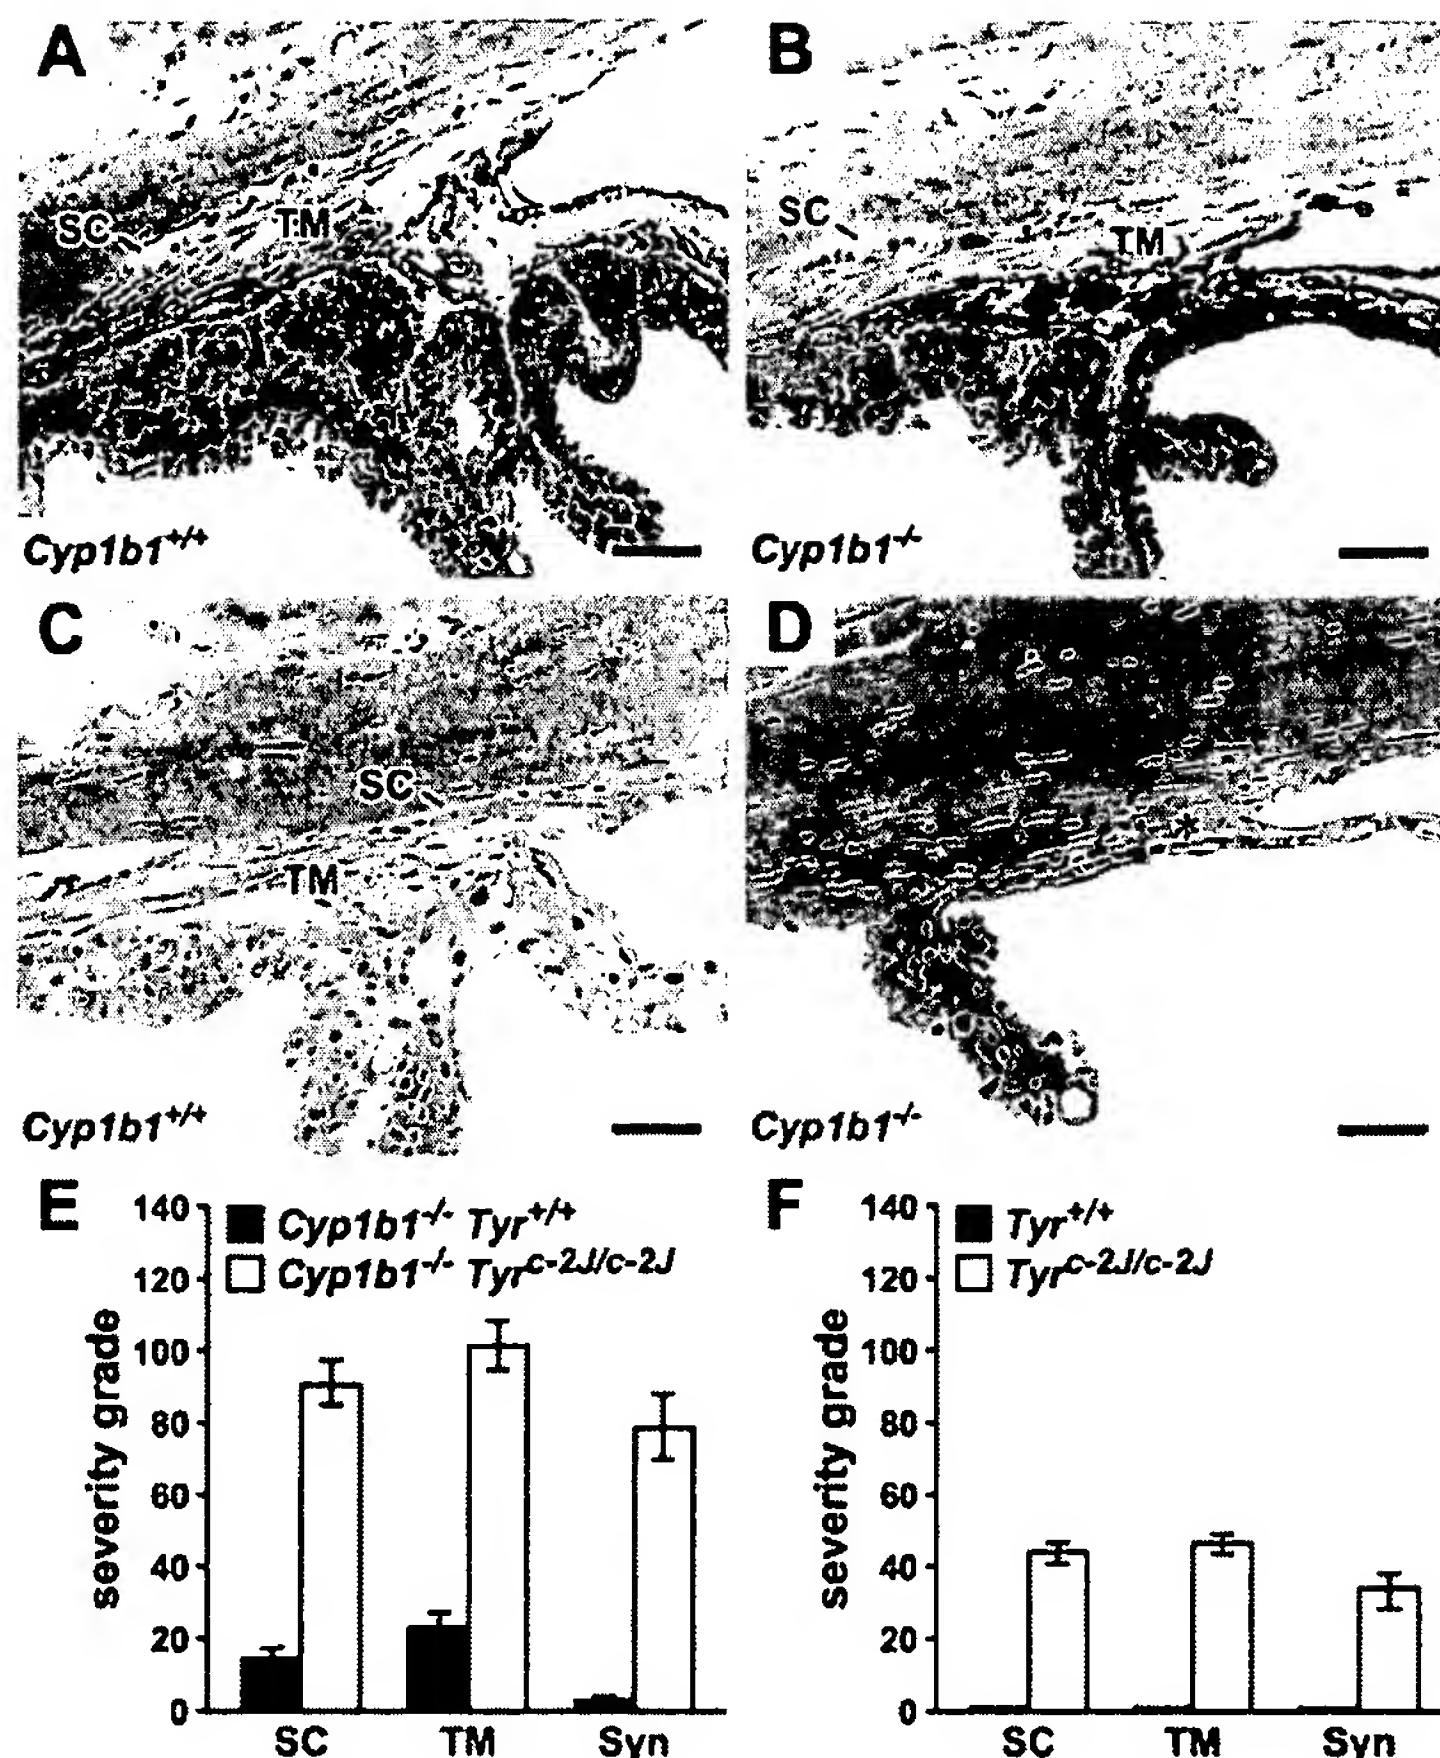 A
SC
TM
Cyp1b1+/+
B
SC
TM
Cyp1b1-/-
C
SC
TM
Cyp1b1+/+
D
*
Cyp1b1-/-
E
severity grade
140
120
100
80
60
40
20
0
Cyp1b1-/- Tyr+/+
Cyp1b1-/- Tyrc-2J/c-2J
SC TM Syn
F
severity grade
140
120
100
80
60
40
20
0
Tyr+/+
Tyrc-2J/c-2J
SC TM Syn